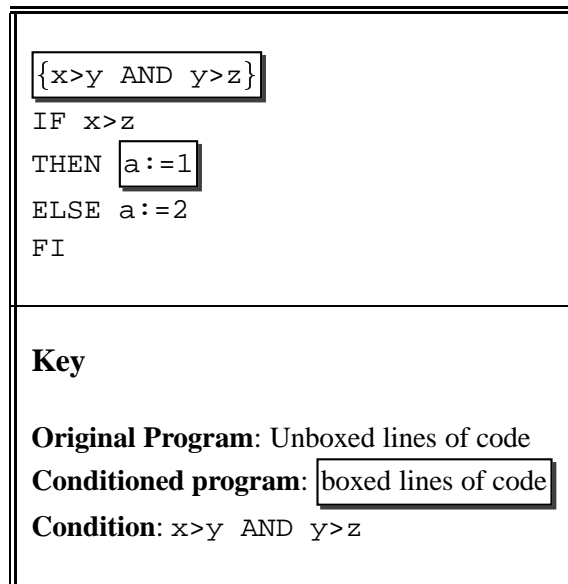 {x>y AND y>z}
IF x>z
THEN a:=1
ELSE a:=2
FI
Key
Original Program: Unboxed lines of code
Conditioned program: boxed lines of code
Condition: x>y AND y>z